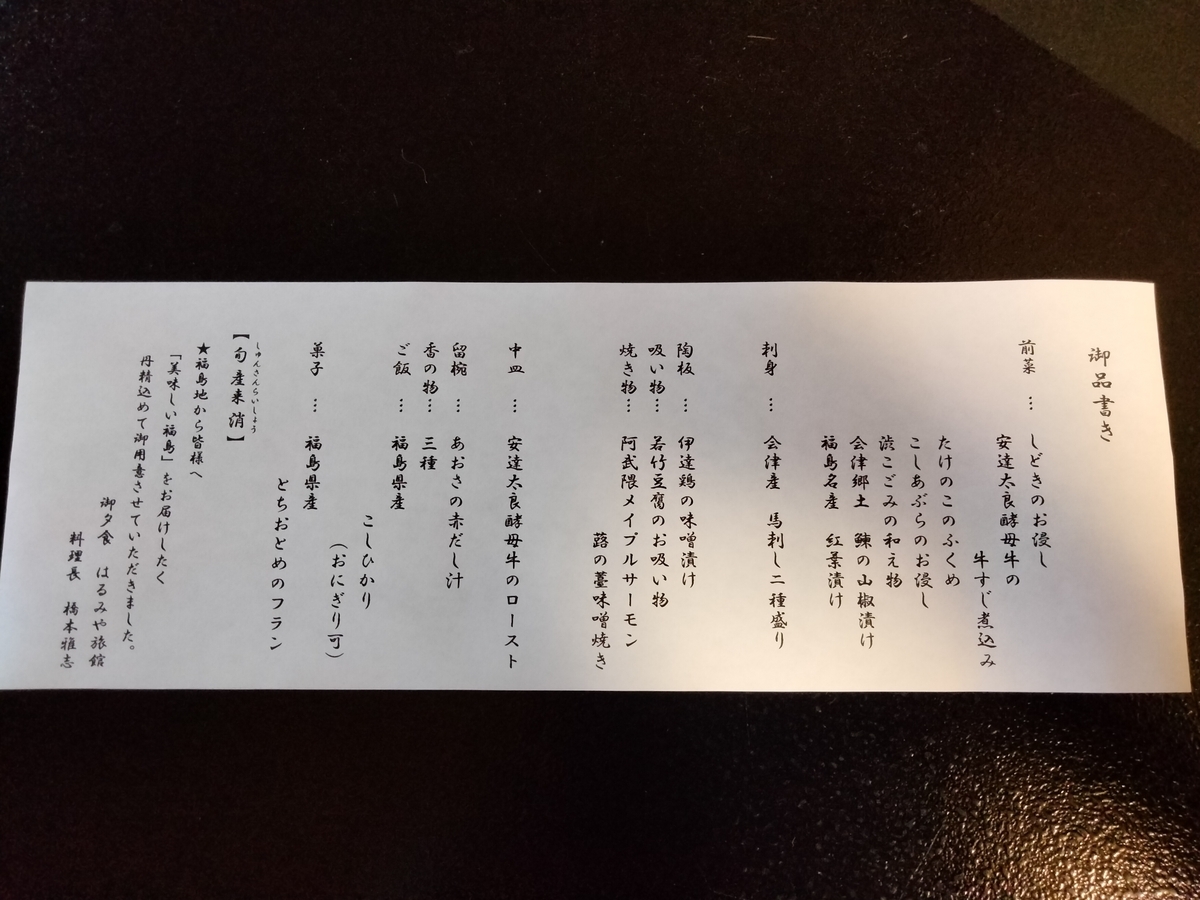 御品書き
前菜 … しどきのお浸し
安達太良酵母牛の
牛すじ煮込み
たけのこのふくめ
こしあぶらのお浸し
渋こごみの和え物
会津郷土 鰊の山椒漬け
福島名産 紅葉漬け
刺身 … 会津産 馬刺し二種盛り
陶板 … 伊達鶏の味噌漬け
吸い物… 若竹豆腐のお吸い物
焼き物… 阿武隈メイプルサーモン
蕗の薹味噌焼き
中皿 … 安達太良酵母牛のロースト
留椀 … あおさの赤だし汁
香の物… 三種
ご飯 … 福島県産
こしひかり
（おにぎり可）
菓子 … 福島県産
とちおとめのフラン
しゅんさんらいしょう
【旬産来消】
★福島地から皆様へ
「美味しい福島」をお届けしたく
丹精込めて御用意させていただきました。
御夕食 はるみや旅館
料理長 橋本雅志